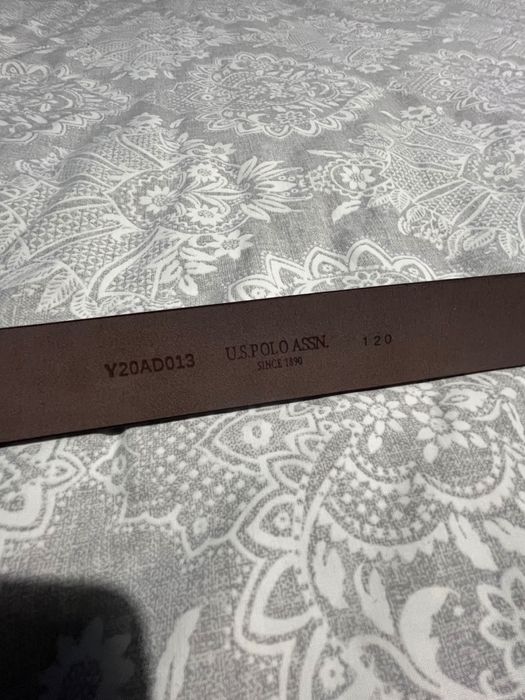 Y20AD013
U.S.POLO ASSN.
SINCE 1890
120